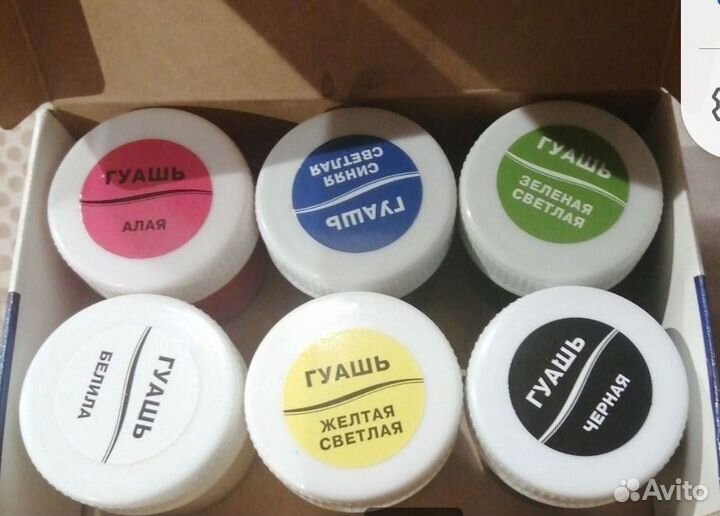 ГУАШЬ
АЛАЯ
ГУАШЬ
СИНЯЯ
СВЕТЛАЯ
ГУАШЬ
ЗЕЛЕНАЯ
СВЕТЛАЯ
ГУАШЬ
БЕЛИЛА
ГУАШЬ
ЖЕЛТАЯ
СВЕТЛАЯ
ГУАШЬ
ЧЕРНАЯ
Avito